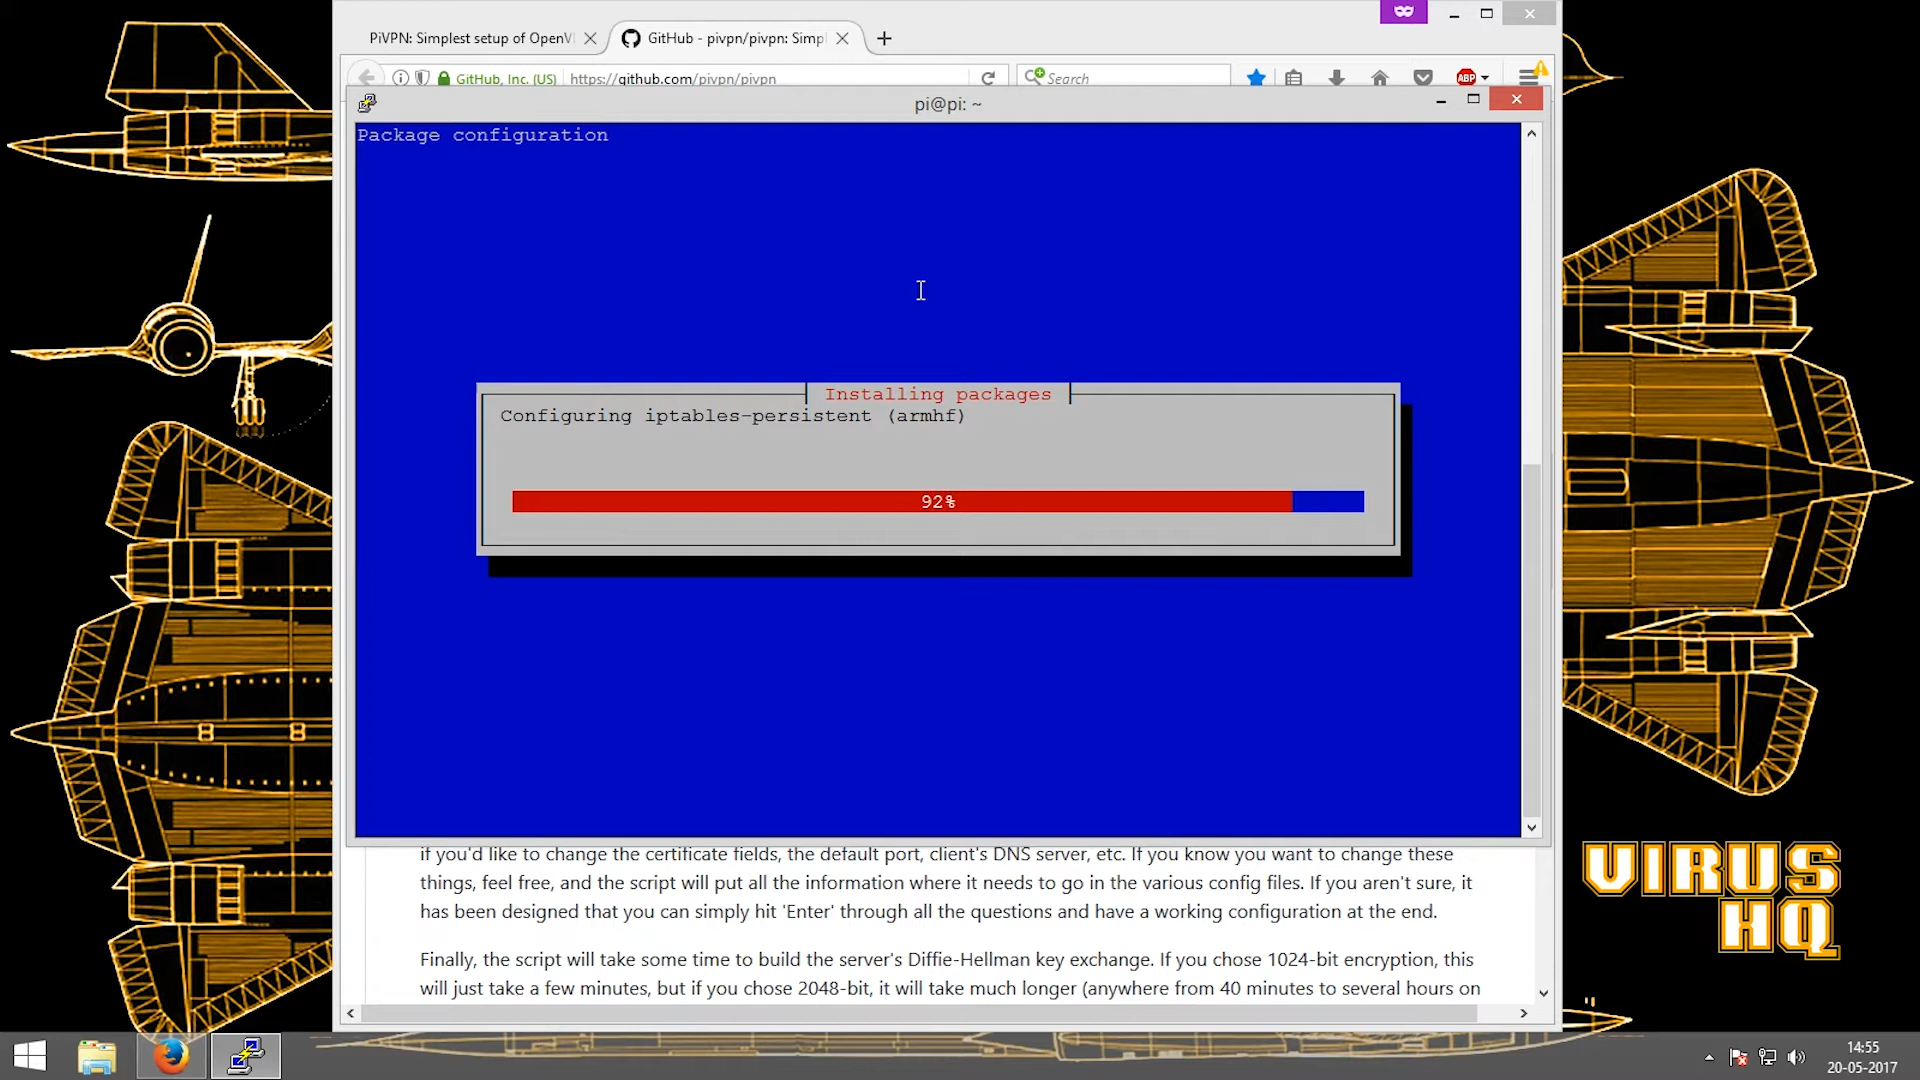 PiVPN: Simplest setup of OpenV
GitHub - pivpn/pivpn: Simpl
GitHub, Inc. (US)
https://github.com/pivpn/pivpn
Search
ABP
pi@pi: ~
Package configuration
Installing packages
Configuring iptables-persistent (armhf)
92%
if you'd like to change the certificate fields, the default port, client's DNS server, etc. If you know you want to change these
things, feel free, and the script will put all the information where it needs to go in the various config files. If you aren't sure, it
has been designed that you can simply hit 'Enter' through all the questions and have a working configuration at the end.
Finally, the script will take some time to build the server's Diffie-Hellman key exchange. If you chose 1024-bit encryption, this
will just take a few minutes, but if you chose 2048-bit, it will take much longer (anywhere from 40 minutes to several hours on
VIRUS
HQ
14:55
20-05-2017